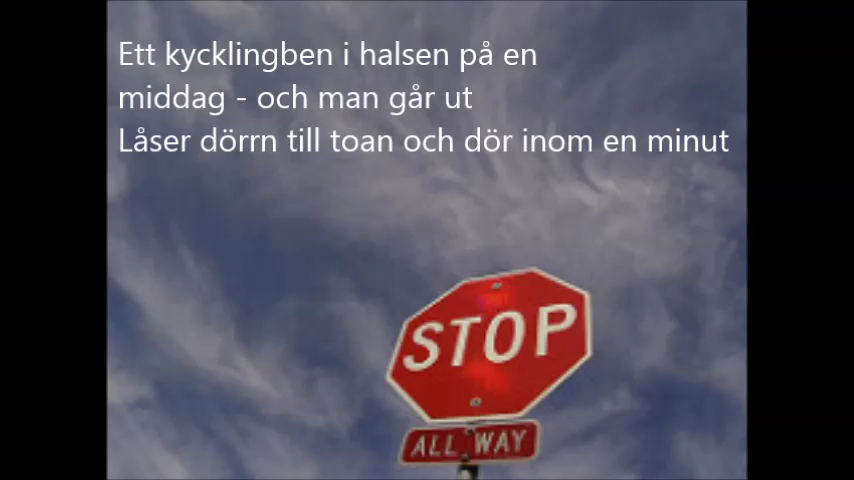 Ett kycklingben i halsen på en
middag - och man går ut
Låser dörrn till toan och dör inom en minut
STOP
ALL WAY